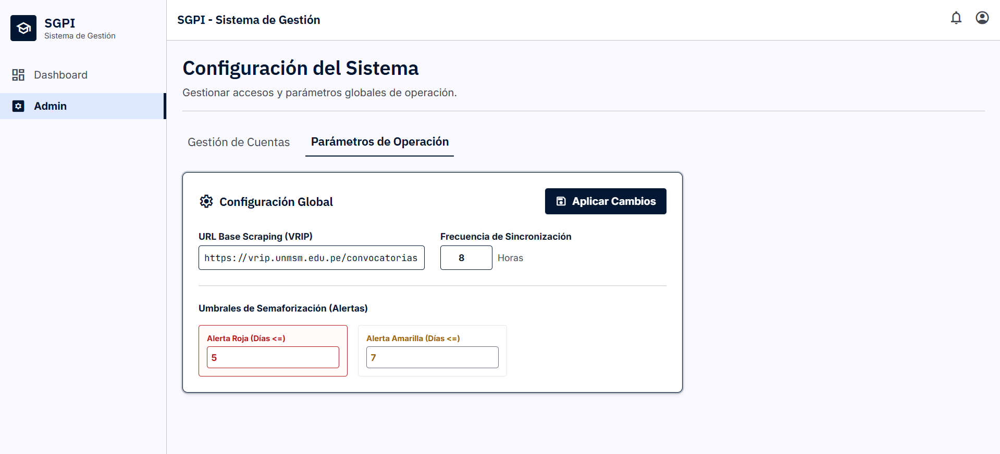 SGPI
Sistema de Gestión
SGPI - Sistema de Gestión
Dashboard
Admin
Configuración del Sistema
Gestionar accesos y parámetros globales de operación.
Gestión de Cuentas
Parámetros de Operación
Configuración Global
Aplicar Cambios
URL Base Scraping (VRIP)
Frecuencia de Sincronización
https://vrip.unmsm.edu.pe/convocatorias
8 Horas
Umbrales de Semaforización (Alertas)
Alerta Roja (Días <=)
5
Alerta Amarilla (Días <=)
7